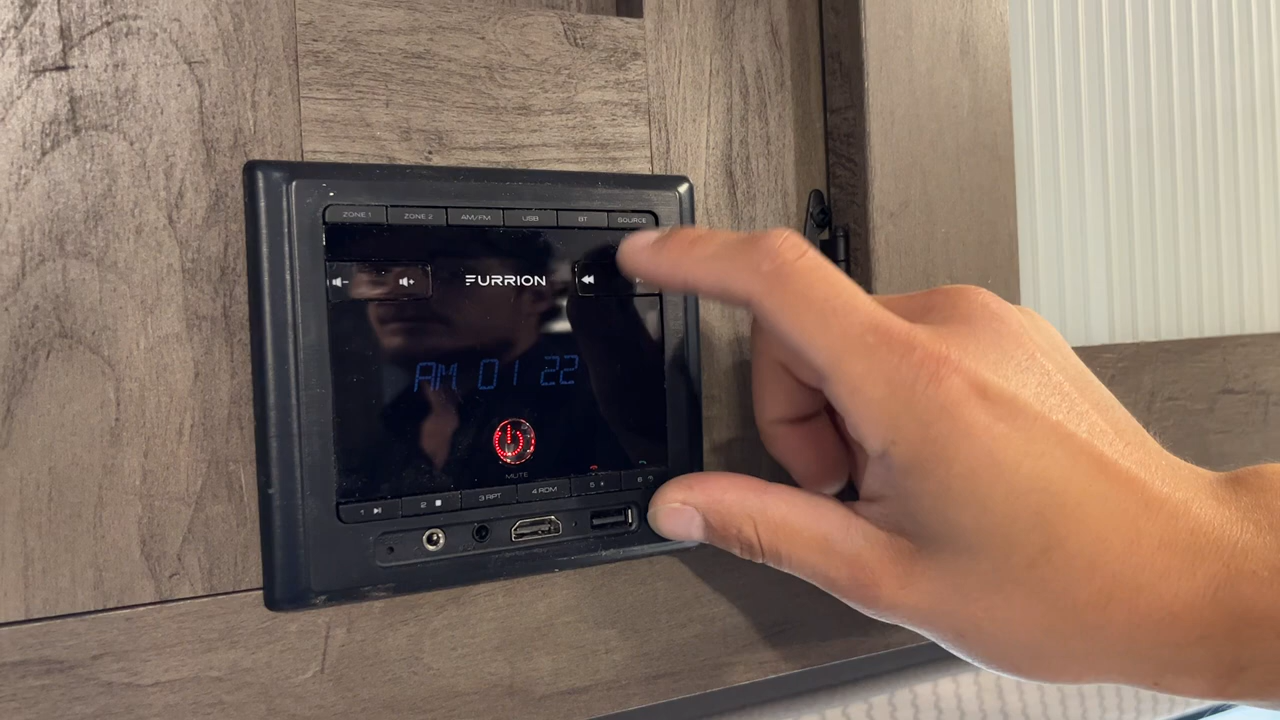 ZONE 1 ZONE 2 AM/FM USB BT SOURCE
FURRION
AM 01 22
MUTE
1 2 3 RPT 4 RDM 5 6